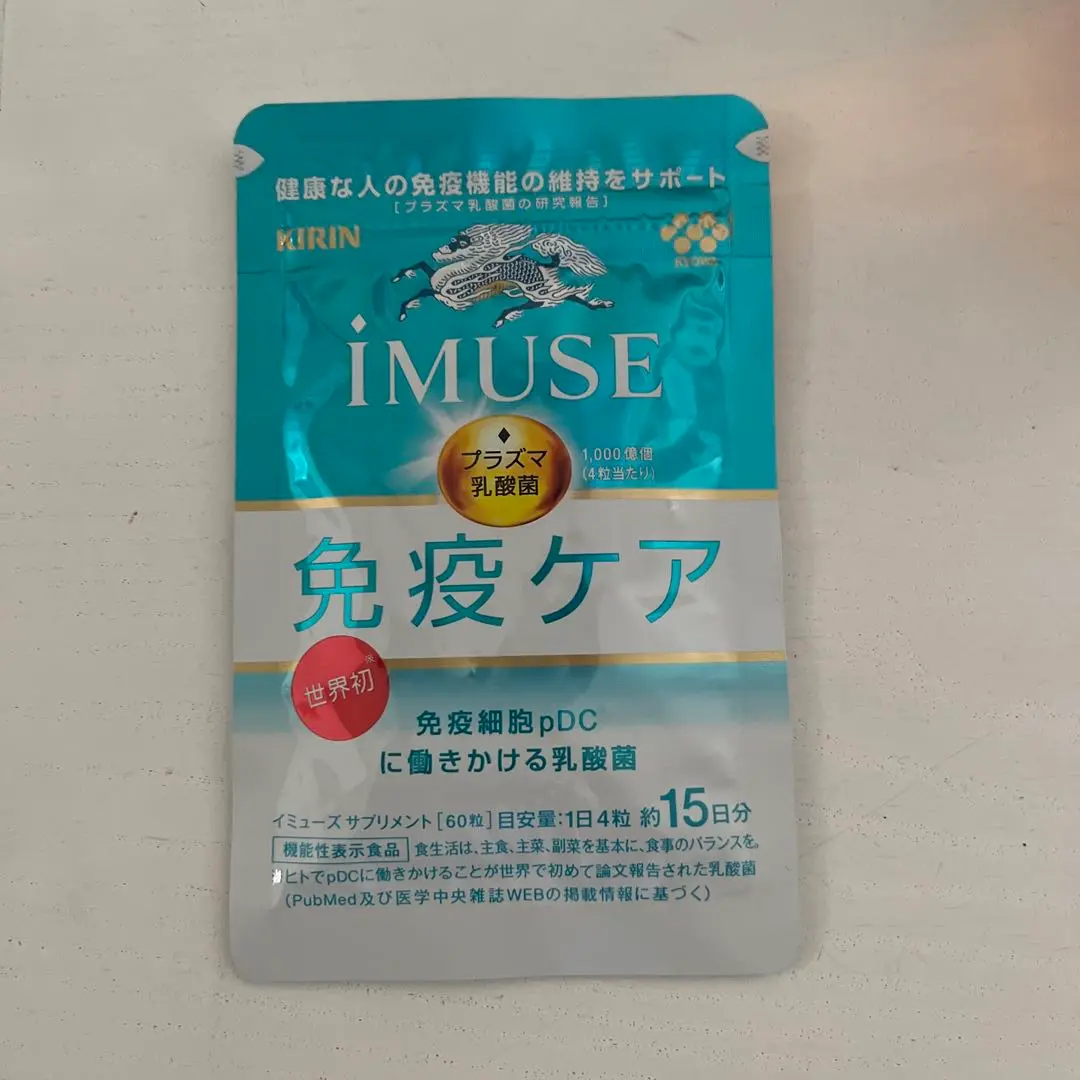 健康な人の免疫機能の維持をサポート
[プラズマ乳酸菌の研究報告]
KIRIN
iMUSE
プラズマ
乳酸菌
1,000億個
(4粒当たり)
免疫ケア
世界初
免疫細胞pDC
に働きかける乳酸菌
イミューズ サプリメント [60粒] 目安量:1日4粒 約15日分
機能性表示食品 食生活は、主食、主菜、副菜を基本に、食事のバランスを。
ヒトでpDCに働きかけることが世界で初めて論文報告された乳酸菌
(PubMed及び医学中央雑誌WEBの掲載情報に基づく)